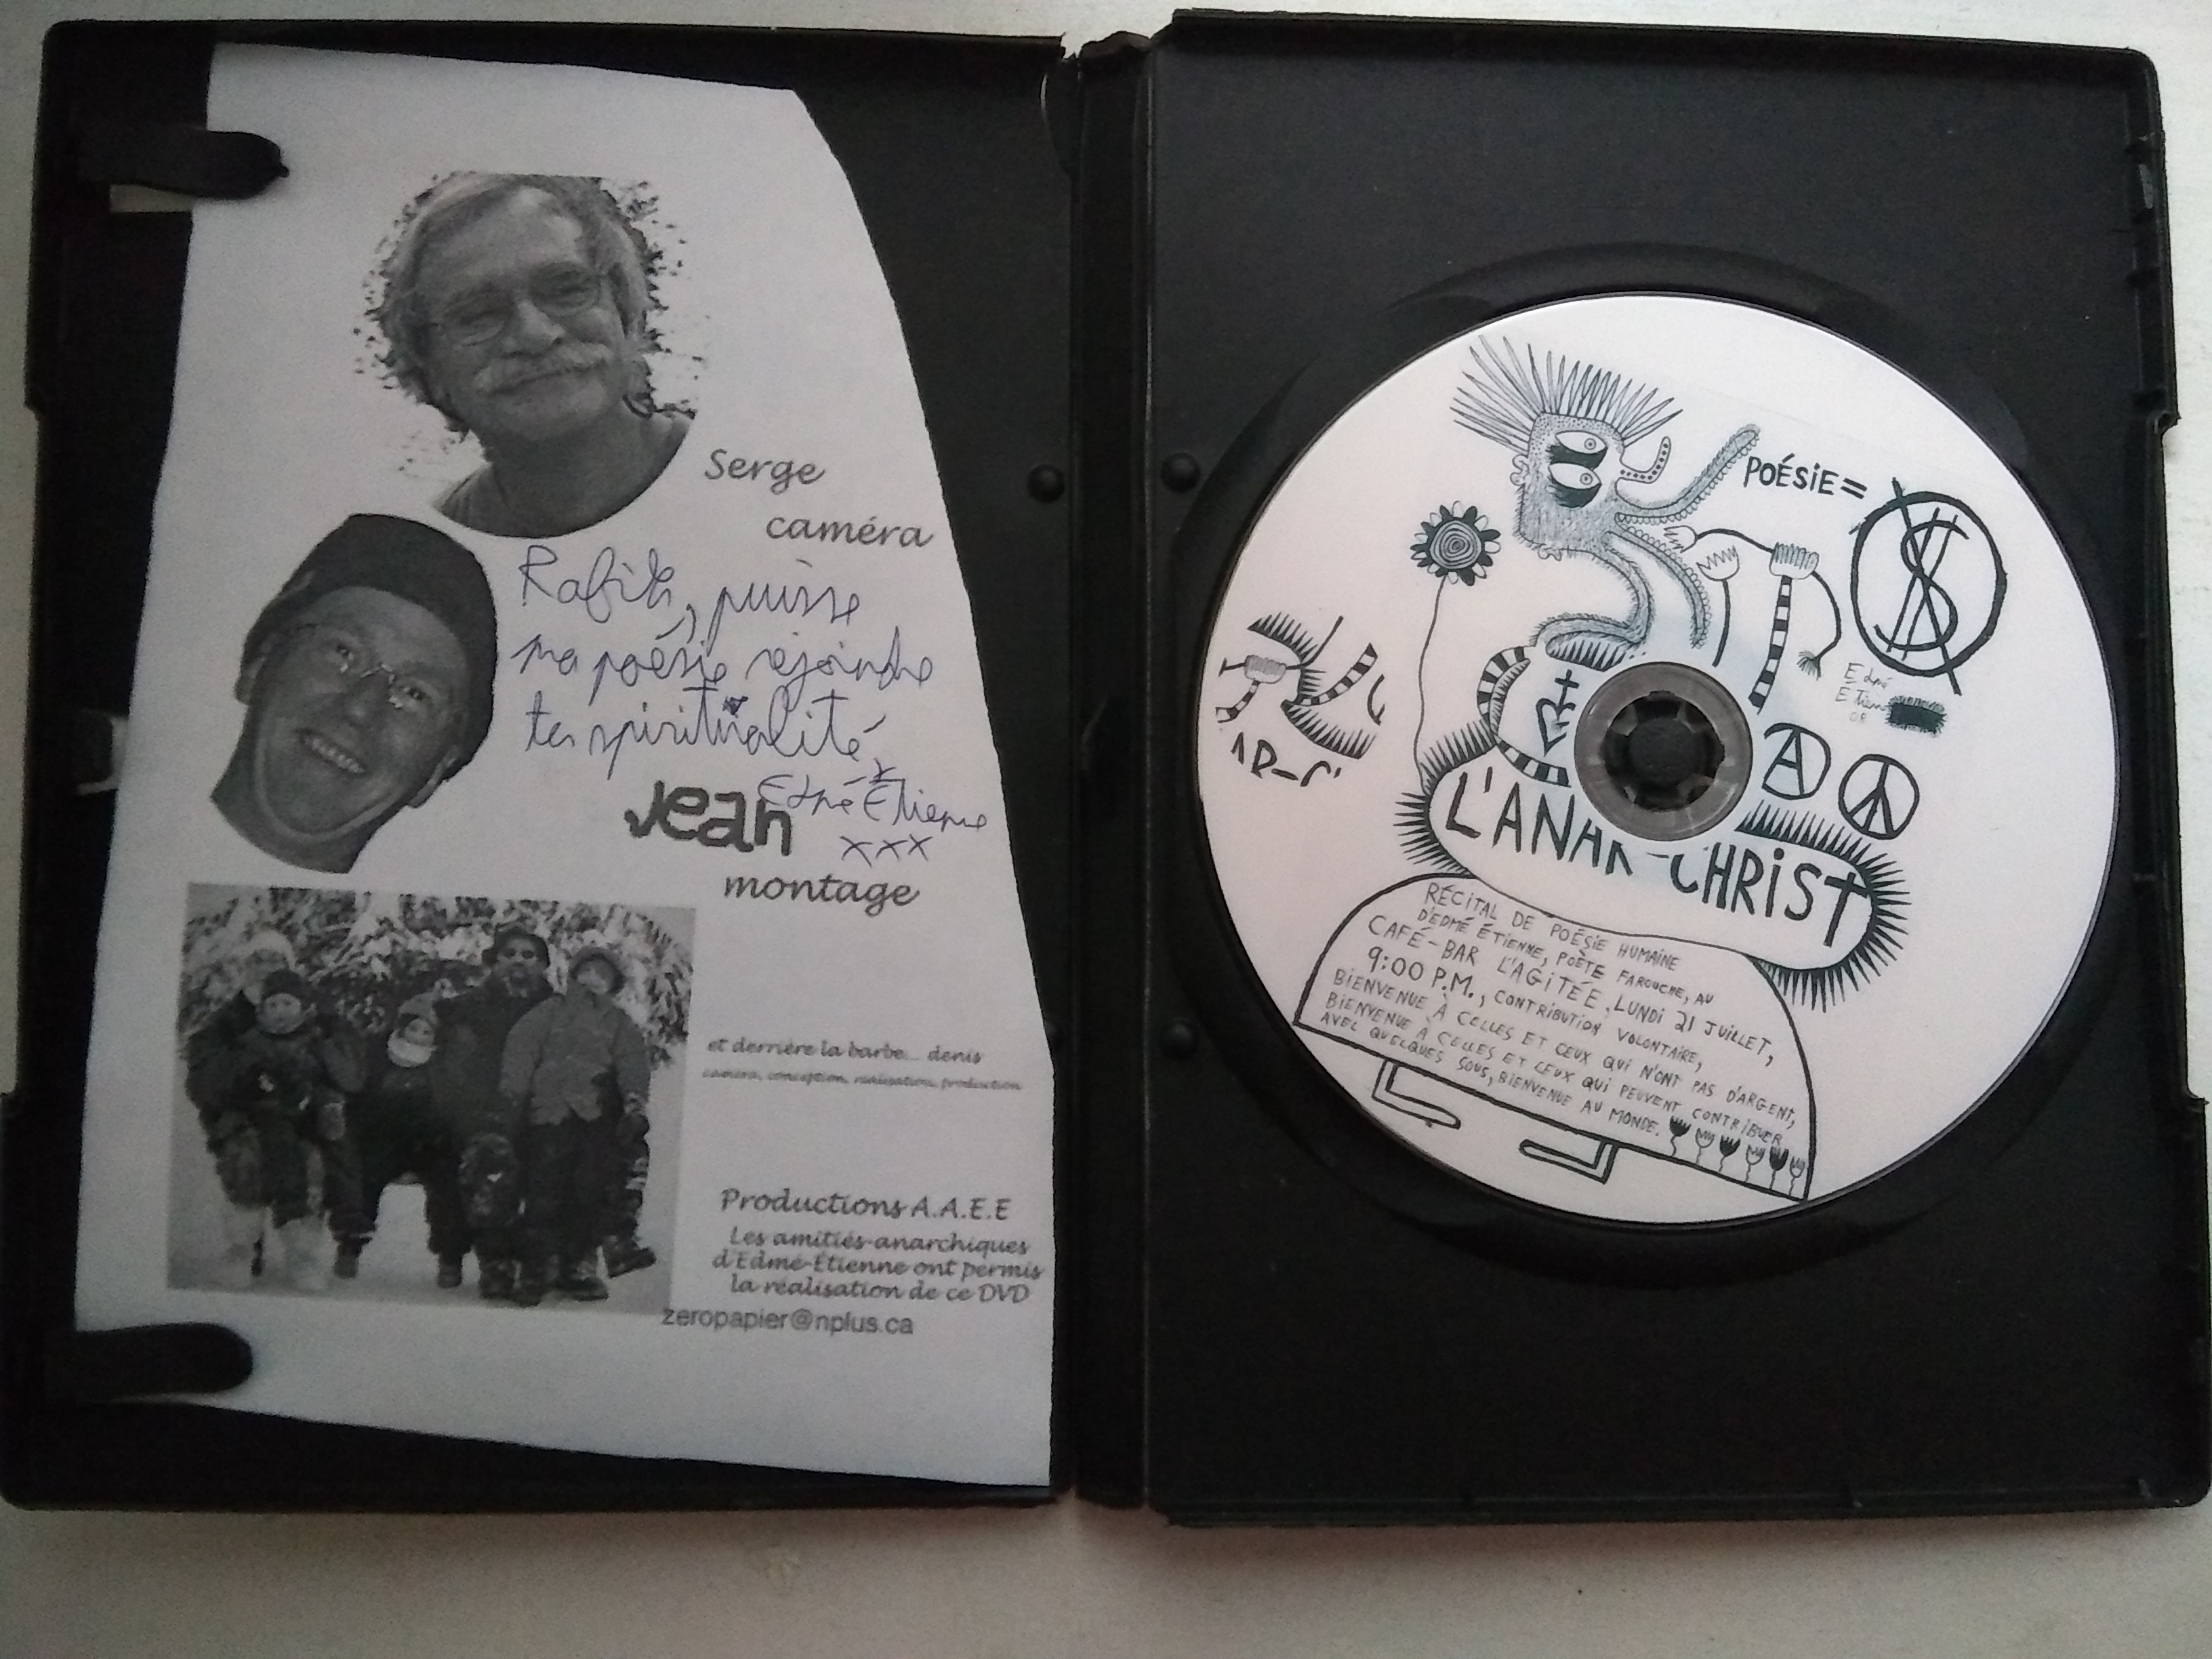 Serge
caméra
puisse
ma poésie rejoindre
ta spiritualité
Edmé Étienne
xxx
Jean
montage
et derrière la barbe... denis
caméra, conception, réalisation, production
Productions A.A.E.E
Les amitiés-anarchiques
d'Edmé-Étienne ont permis
la réalisation de ce DVD
zeropapier@nplus.ca
POÉSiE = $
Edmé
Étienne
08
A
L'ANAR CHRiST
RÉCITAL DE POÉSIE HUMAINE
D'EDMÉ ÉTIENNE, POÈTE FAROUCHE, AU
CAFÉ-BAR L'AGiTÉE, LUNDI 21 JUILLET,
9:00 P.M., CONTRIBUTION VOLONTAIRE,
BIENVENUE À CELLES ET CEUX QUI N'ONT PAS D'ARGENT,
BIENVENUE À CELLES ET CEUX QUI PEUVENT CONTRIBUER
AVEC QUELQUES SOUS, BIENVENUE AU MONDE.